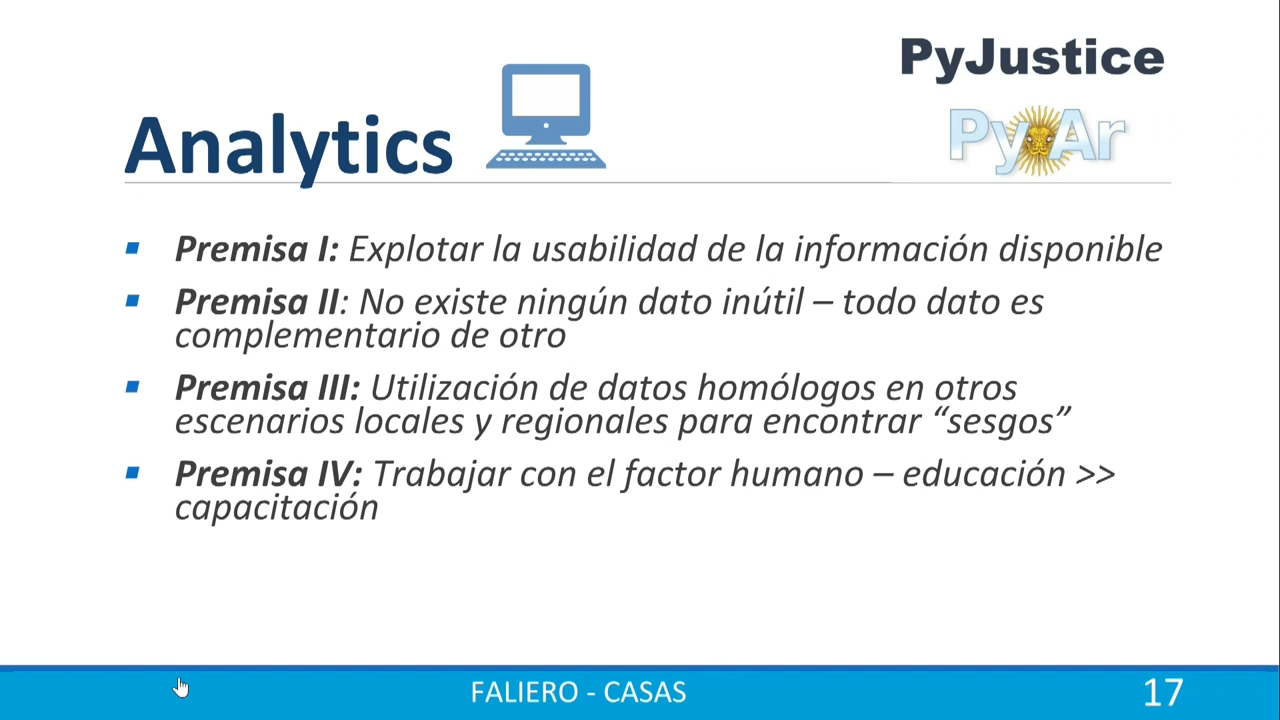 PyJustice
PyAr
Analytics
Premisa I: Explotar la usabilidad de la información disponible
Premisa II: No existe ningún dato inútil – todo dato es
complementario de otro
Premisa III: Utilización de datos homólogos en otros
escenarios locales y regionales para encontrar “sesgos”
Premisa IV: Trabajar con el factor humano – educación >>
capacitación
FALIERO - CASAS
17